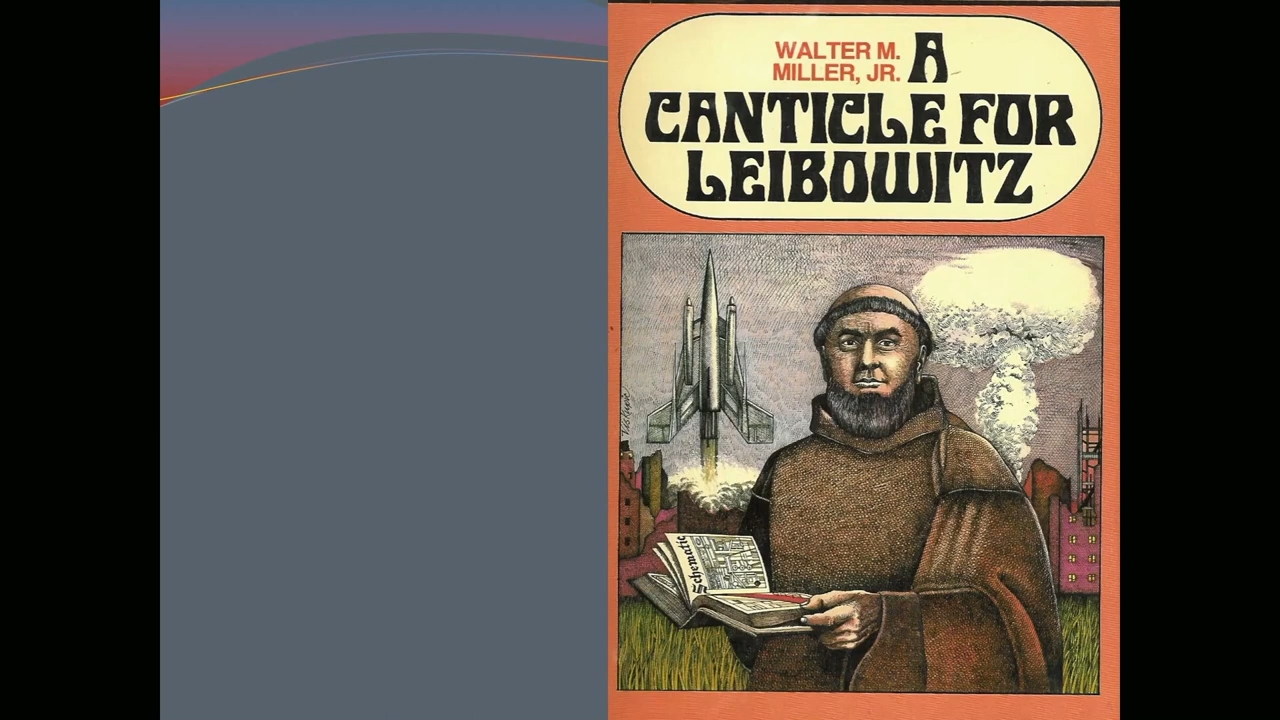 WALTER M.
MILLER, JR. A
CANTICLE FOR
LEIBOWITZ
Schematic